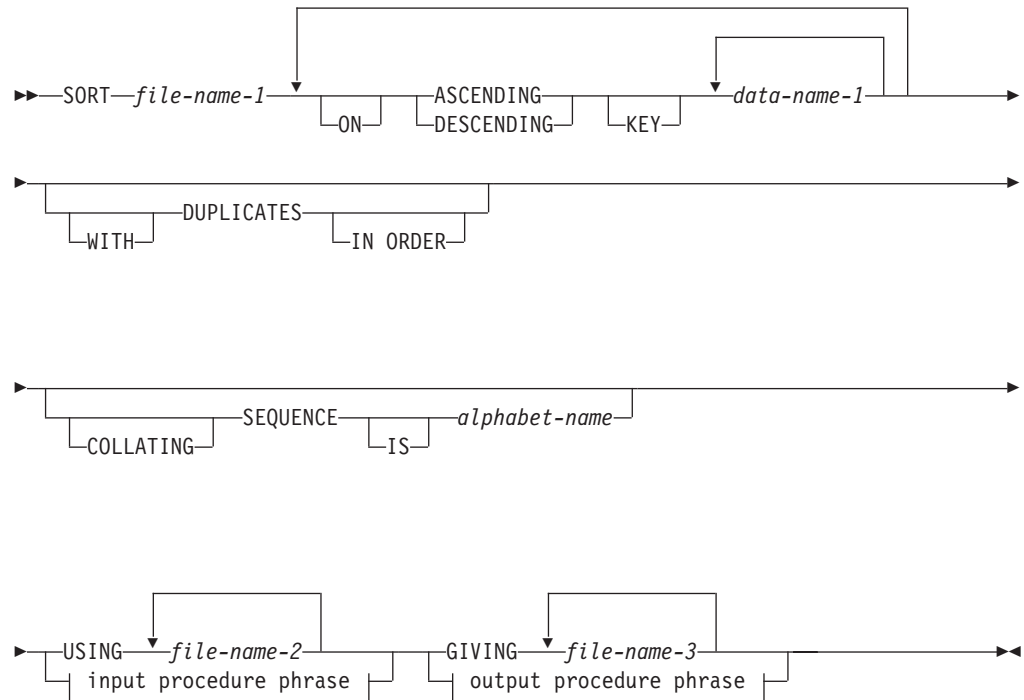 SORT file-name-1 ASCENDING data-name-1
ON DESCENDING KEY
DUPLICATES
WITH IN ORDER
SEQUENCE alphabet-name
COLLATING IS
USING file-name-2 GIVING file-name-3
input procedure phrase output procedure phrase